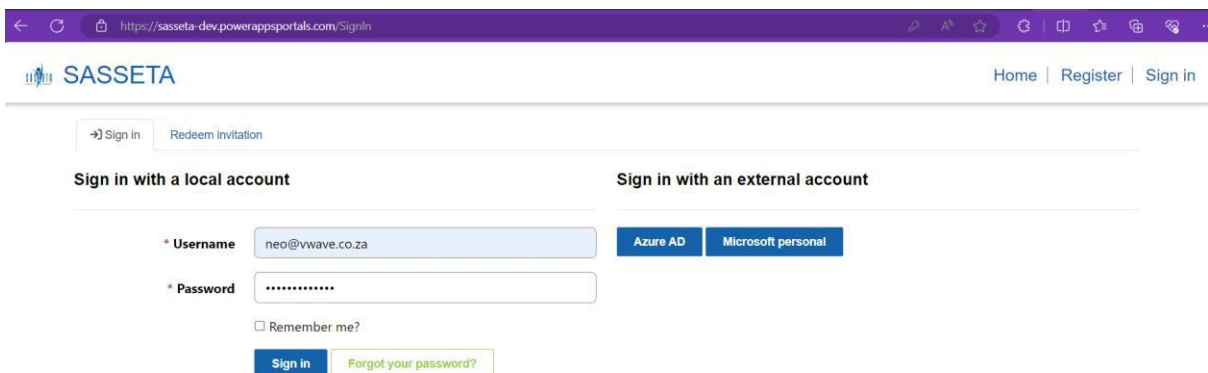 https://sasseta-dev.powerappsportals.com/SignIn
SASSETA
Home | Register | Sign in
Sign in
Redeem invitation
Sign in with a local account
Sign in with an external account
* Username
neo@vwave.co.za
Azure AD
Microsoft personal
* Password
•••••••••••••
Remember me?
Sign in
Forgot your password?